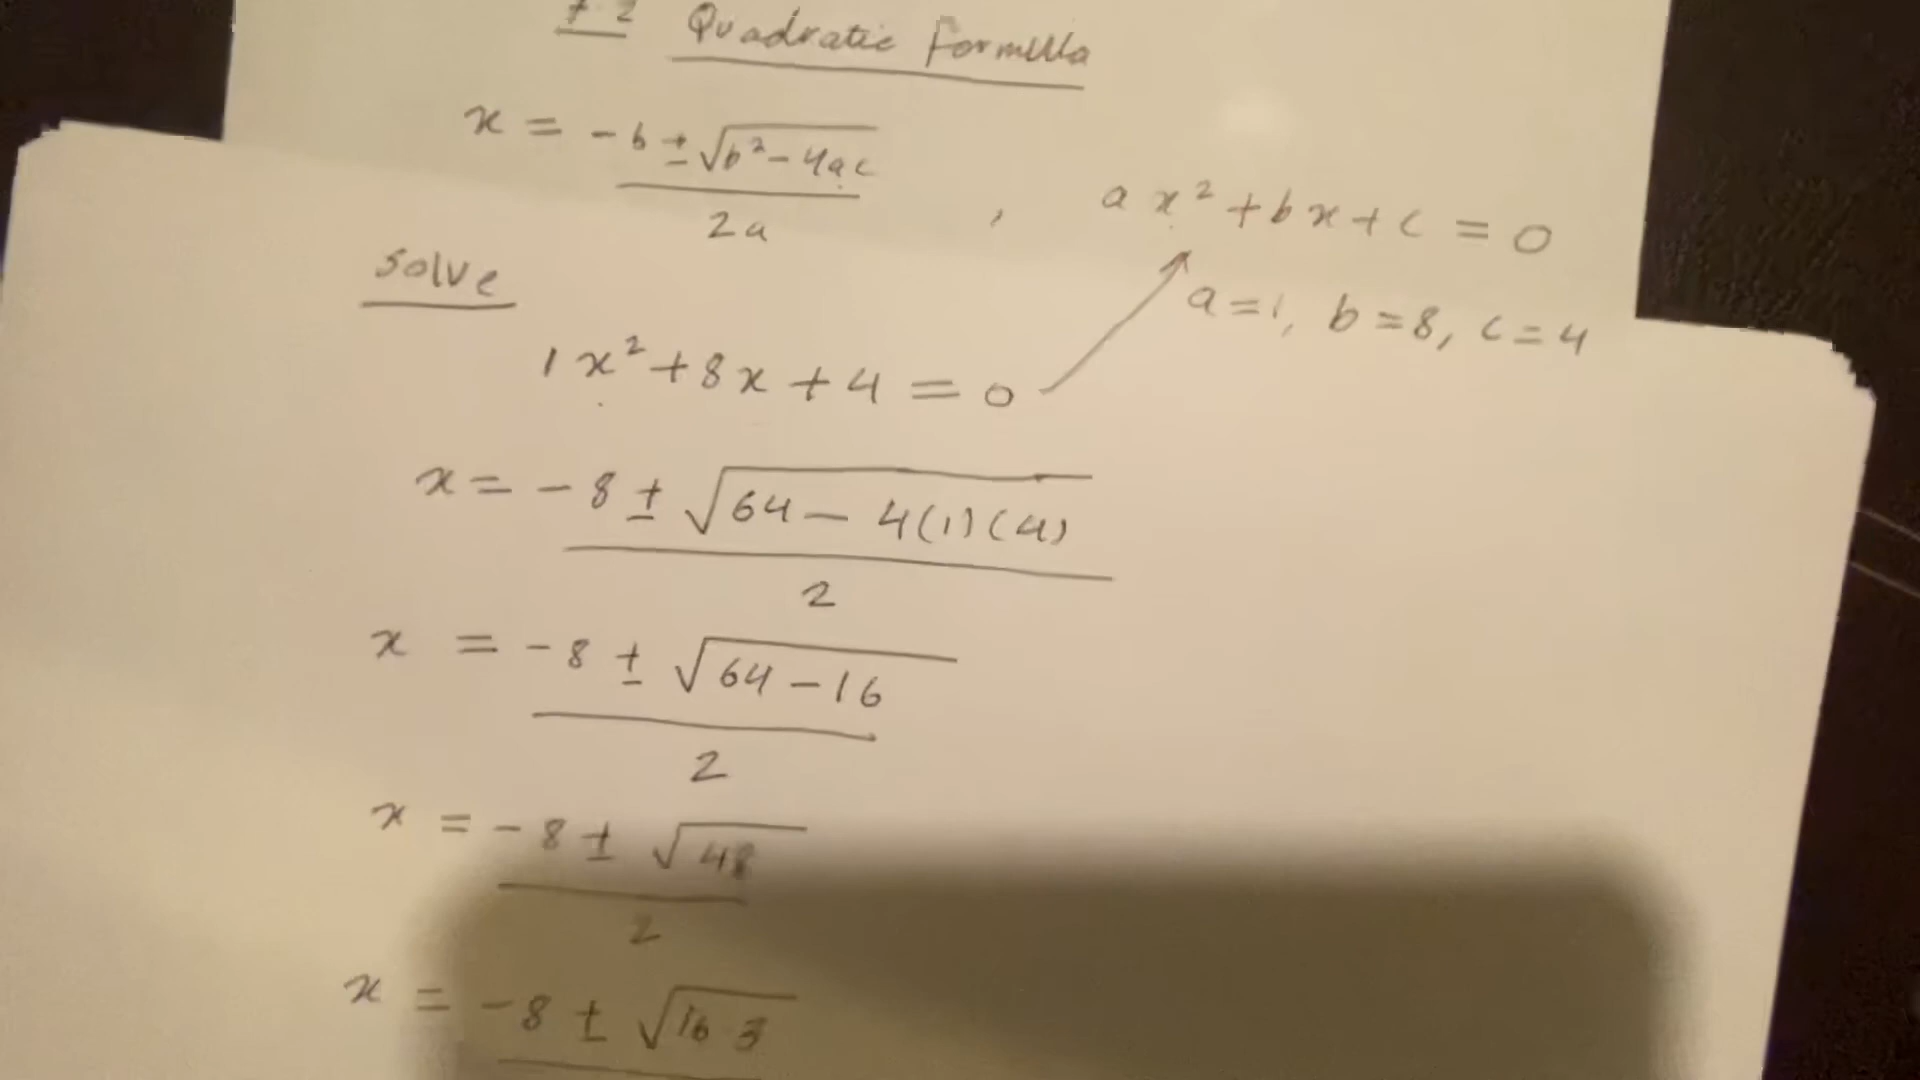 Quadratic Formula
x = -b ± √b² - 4ac
2a
, ax² + bx + c = 0
Solve
a = 1, b = 8, c = 4
1x² + 8x + 4 = 0
x = -8 ± √64 - 4(1)(4)
2
x = -8 ± √64 - 16
2
x = -8 ± √48
2
x = -8 ± √16 3